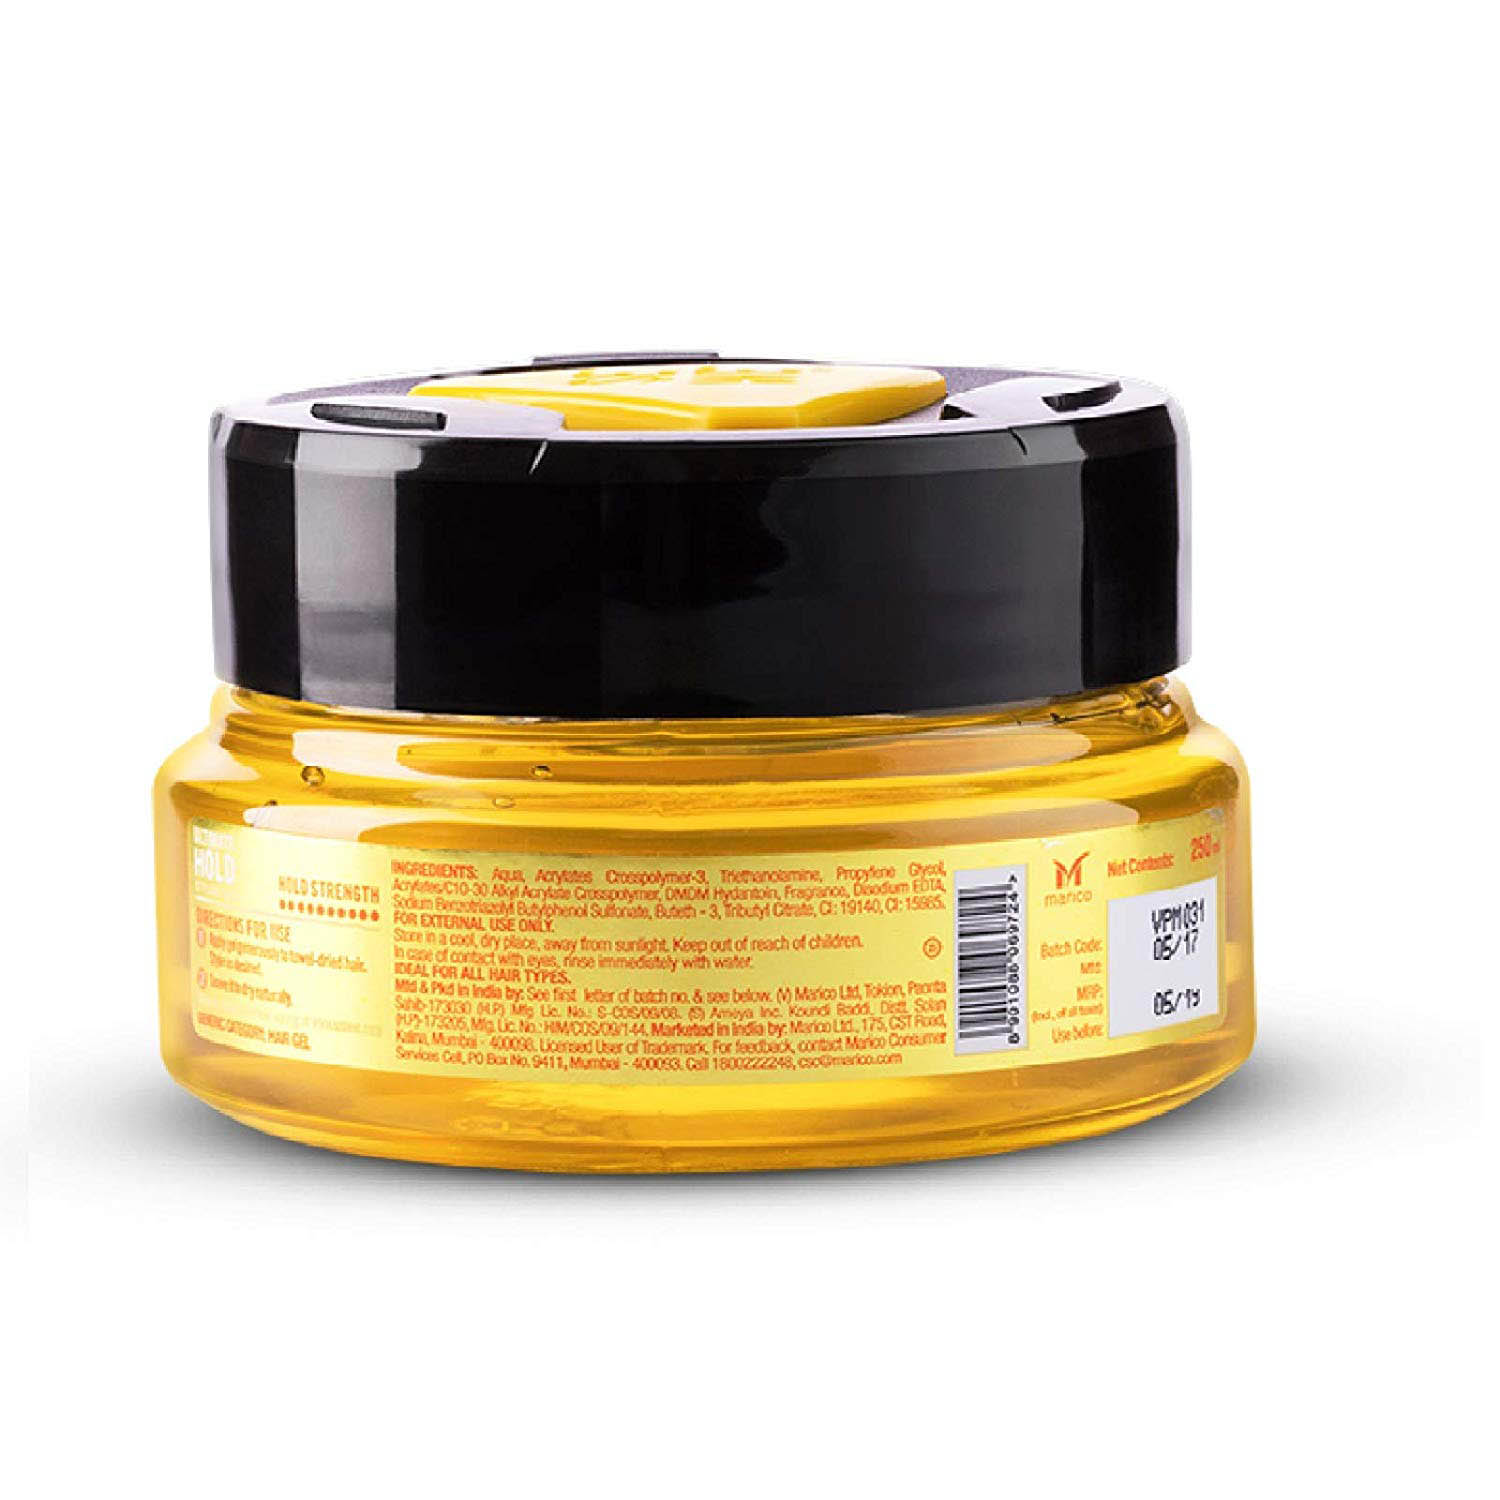 ULTIMATE
HOLD
HOLD STRENGTH
DIRECTIONS FOR USE
Apply generously to towel-dried hair.
Style as desired.
Leave it to dry naturally.
GENERIC CATEGORY: HAIR GEL
INGREDIENTS: Aqua, Acrylates Crosspolymer-3, Triethanolamine, Propylene Glycol,
Acrylates/C10-30 Alkyl Acrylate Crosspolymer, DMDM Hydantoin, Fragrance, Disodium EDTA,
Sodium Benzotriazolyl Butylphenol Sulfonate, Buteth - 3, Tributyl Citrate, CI: 19140, CI: 15985.
FOR EXTERNAL USE ONLY.
Store in a cool, dry place, away from sunlight. Keep out of reach of children.
In case of contact with eyes, rinse immediately with water.
IDEAL FOR ALL HAIR TYPES.
Mfd & Pkd in India by: See first letter of batch no. & see below. (V) Marico Ltd, Tokion, Paonta
Sahib-173030 (H.P.) Mfg Lic. No.: S-COS/09/08. Ameya Inc. Koundi Baddi, Distt. Solan
(H.P)-173205, Mfg. Lic No.: HIM/COS/09/144, Marketed in India by: Marico Ltd., 175, CST Road,
Kalina, Mumbai - 400098. Licensed User of Trademark. For feedback, contact Marico Consumer
Services Cell, PO Box No. 9411, Mumbai - 400093. Call 1800222248, csc@marico.com
8 901088 069724 >
marico
Net Contents: 250 ml
Batch Code: VPM031
Mfd: 05/17
MRP:
(Incl., of all taxes)
Use before: 05/19